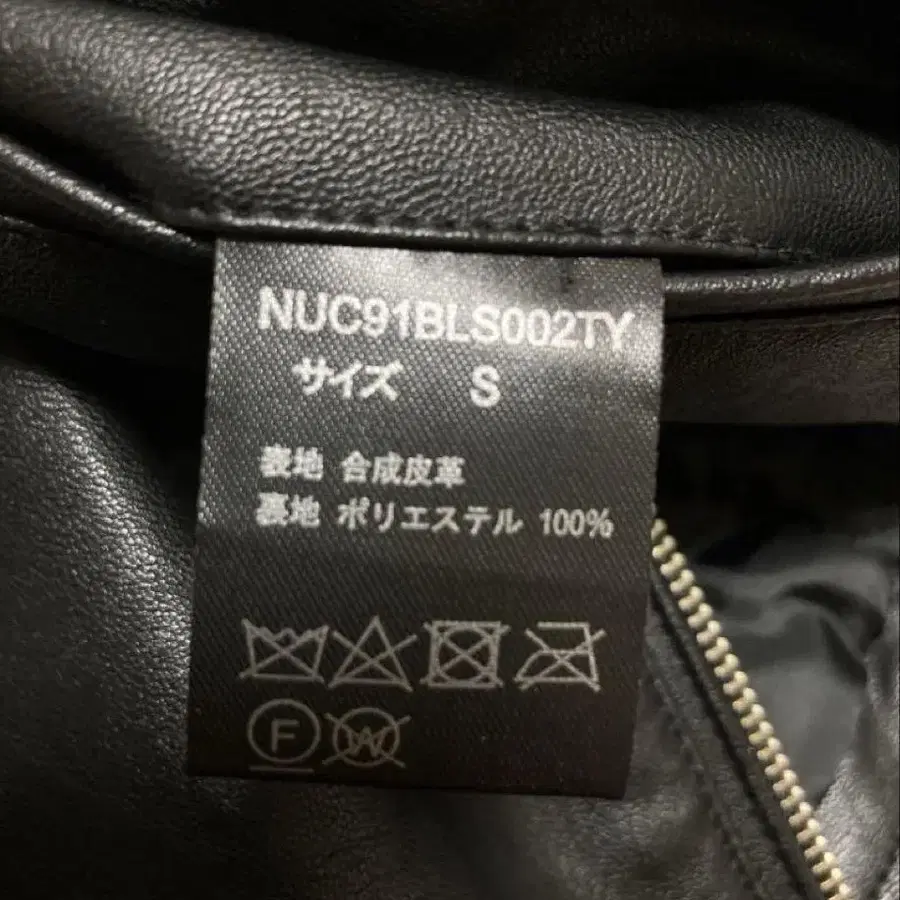 NUC91BLS002TY
サイズ S
表地 合成皮革
裏地 ポリエステル 100%
F
W